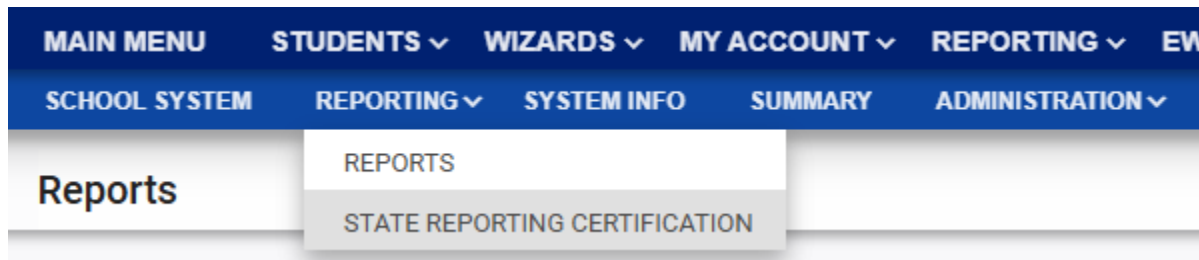 MAIN MENU STUDENTS WIZARDS MY ACCOUNT REPORTING EW
SCHOOL SYSTEM REPORTING SYSTEM INFO SUMMARY ADMINISTRATION
REPORTS
Reports
STATE REPORTING CERTIFICATION